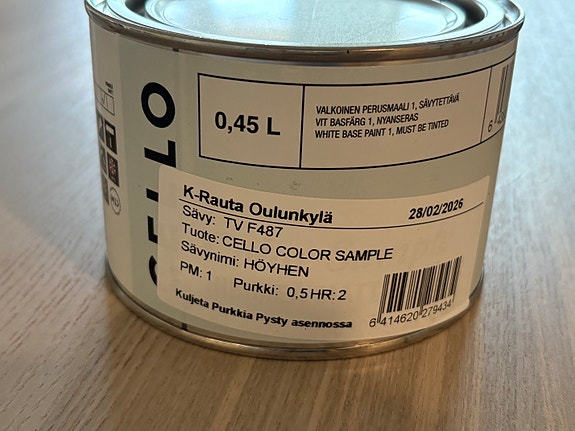 CELLO
0,45 L
VALKOINEN PERUSMAALI 1, SÄVYTETTÄVÄ
VIT BASFÄRG 1, NYANSERAS
WHITE BASE PAINT 1, MUST BE TINTED
K-Rauta Oulunkylä 28/02/2026
Sävy: TV F487
Tuote: CELLO COLOR SAMPLE
Sävynimi: HÖYHEN
PM: 1 Purkki: 0,5 HR: 2
Kuljeta Purkkia Pysty asennossa
6 414620 279434